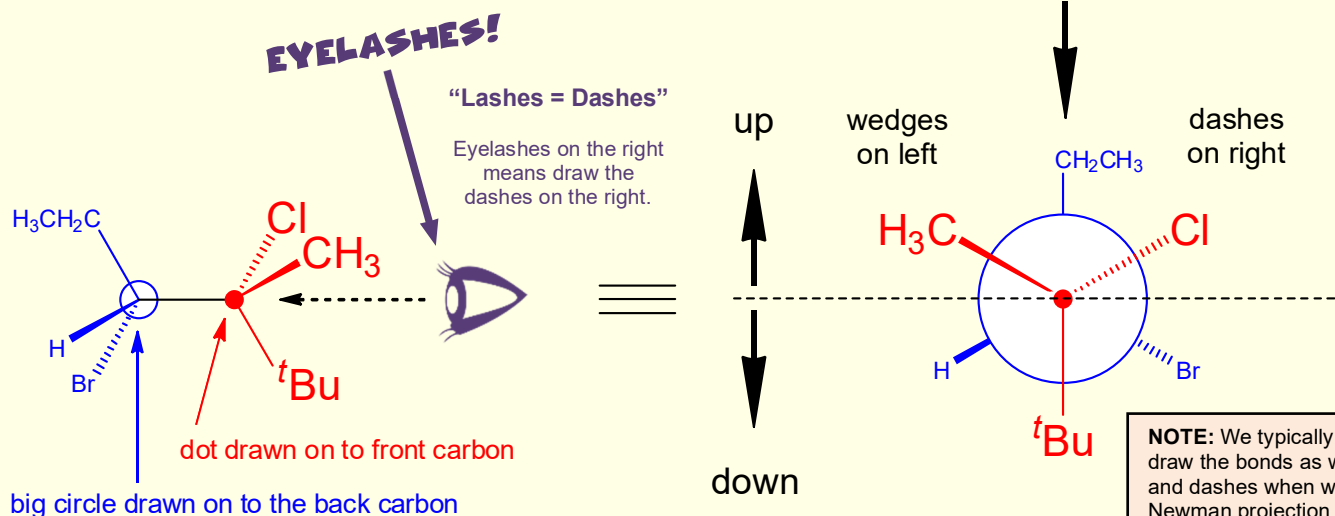 EYELASHES!
“Lashes = Dashes”
Eyelashes on the right
means draw the
dashes on the right.
H₃CH₂C
Cl
CH₃
H
Br
ᵗBu
dot drawn on to front carbon
big circle drawn on to the back carbon
up
wedges
on left
dashes
on right
CH₂CH₃
H₃C
Cl
H
Br
ᵗBu
down
NOTE: We typically
draw the bonds as
and dashes when
Newman projection